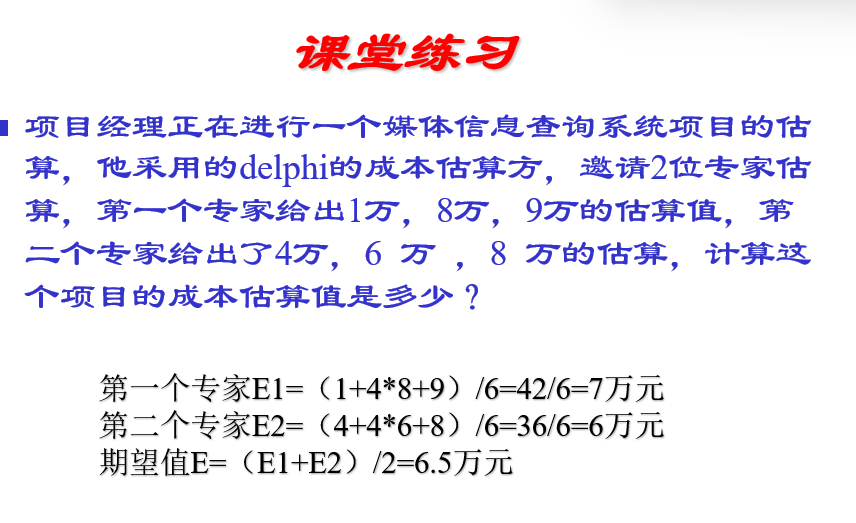 课堂练习
项目经理正在进行一个媒体信息查询系统项目的估
算，他采用的delphi的成本估算方，邀请2位专家估
算，第一个专家给出1万，8万，9万的估算值，第
二个专家给出了4万，6 万 ，8 万的估算，计算这
个项目的成本估算值是多少？
第一个专家E1=（1+4*8+9）/6=42/6=7万元
第二个专家E2=（4+4*6+8）/6=36/6=6万元
期望值E=（E1+E2）/2=6.5万元